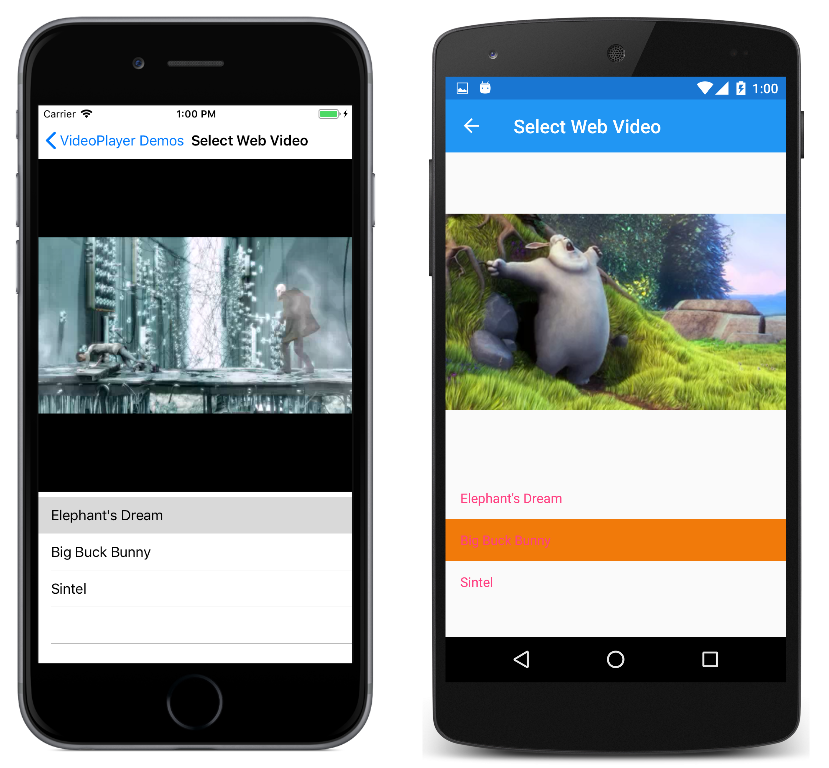 Carrier 1:00 PM
VideoPlayer Demos Select Web Video
Elephant's Dream
Big Buck Bunny
Sintel
1:00
Select Web Video
Elephant's Dream
Big Buck Bunny
Sintel